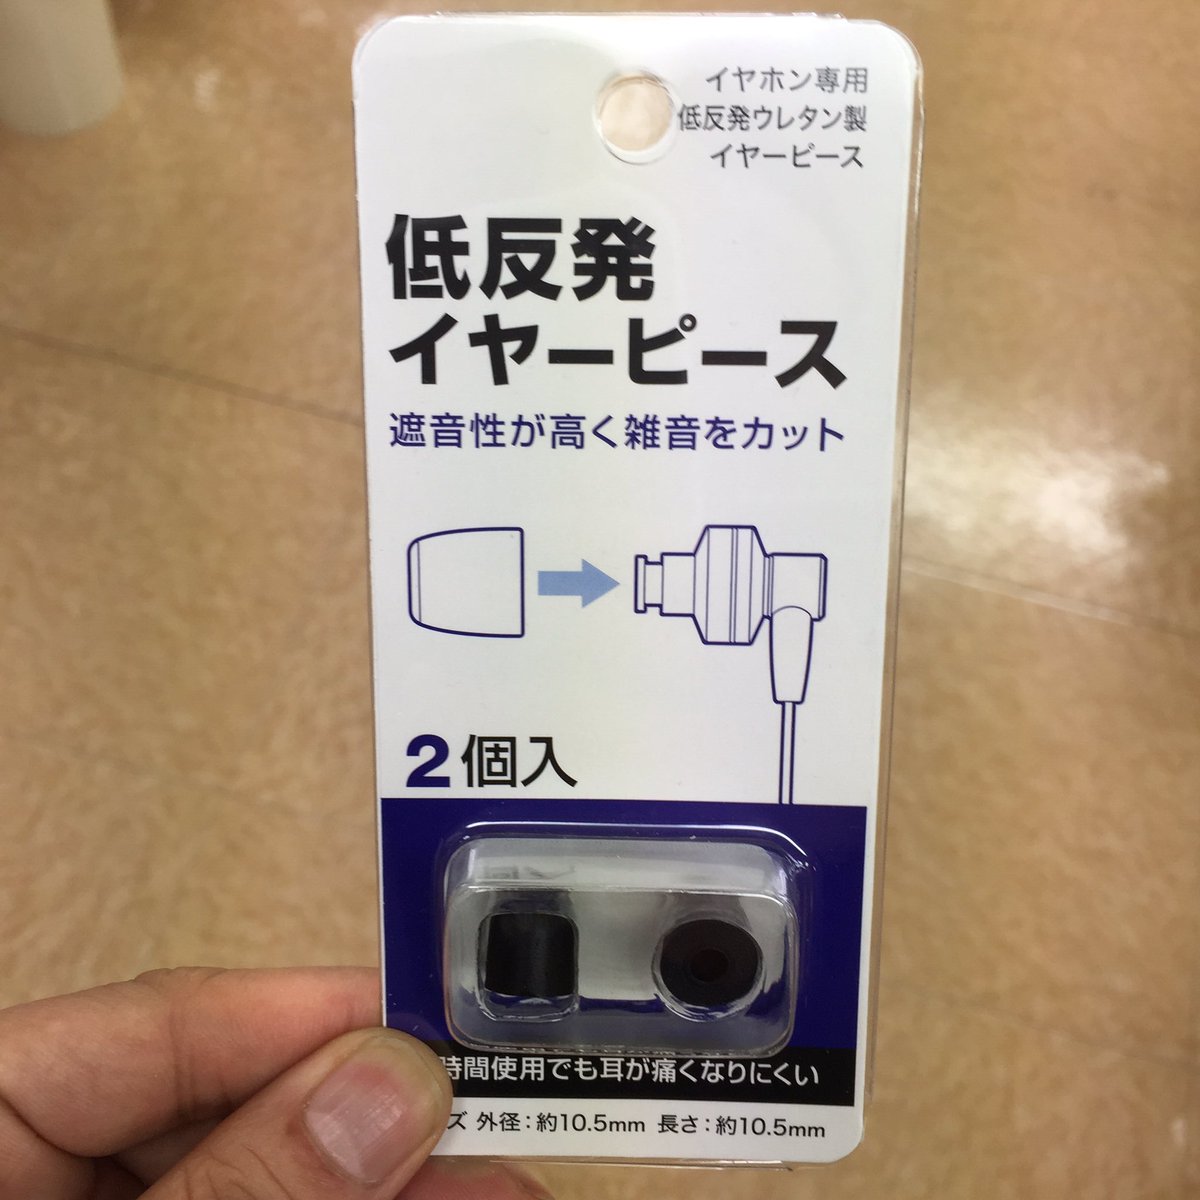 イヤホン専用
低反発ウレタン製
イヤーピース
低反発
イヤーピース
遮音性が高く雑音をカット
2個入
時間使用でも耳が痛くなりにくい
ズ 外径:約10.5mm 長さ:約10.5mm